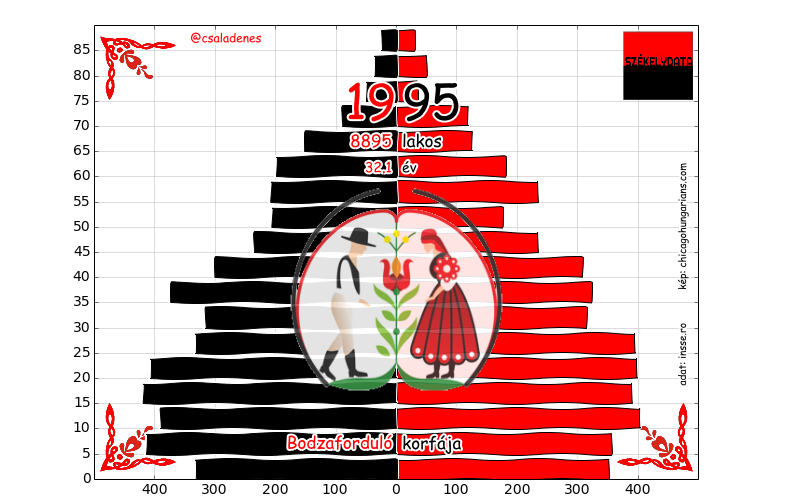 @csaladenes
SZÉKELYDATA
1995
8895 lakos
32,1 év
kép: chicagohungarians.com
adat: insse.ro
Bodzaforduló korfája
85
80
75
70
65
60
55
50
45
40
35
30
25
20
15
10
5
0
400 300 200 100 0 100 200 300 400